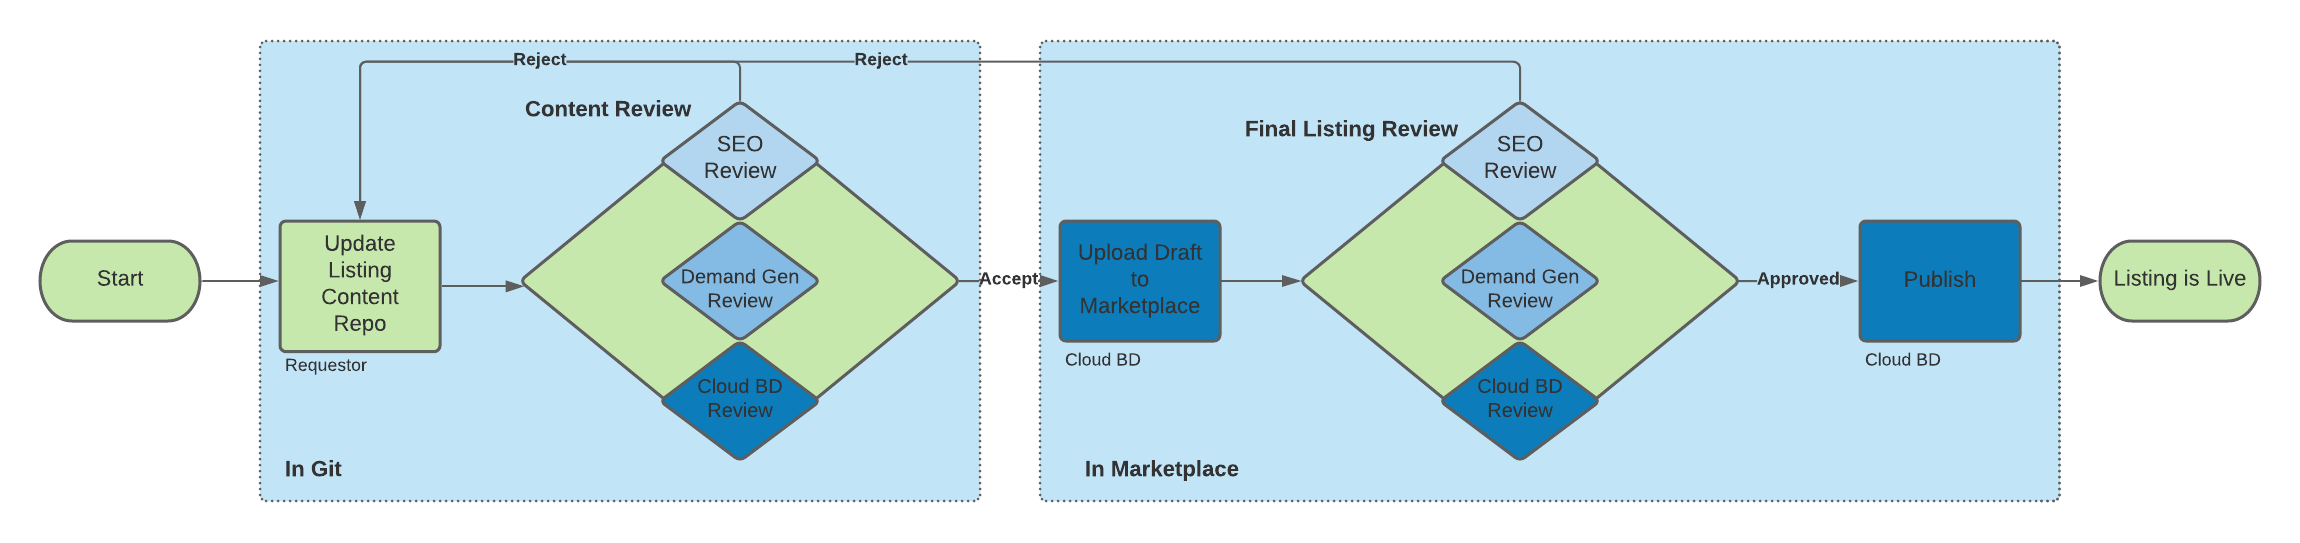 Reject
Reject
Content Review
SEO
Review
Final Listing Review
SEO
Review
Start
Update
Listing
Content
Repo
Requestor
Demand Gen
Review
Cloud BD
Review
Accept
Upload Draft
to
Marketplace
Cloud BD
Demand Gen
Review
Cloud BD
Review
Approved
Publish
Cloud BD
Listing is Live
In Git
In Marketplace